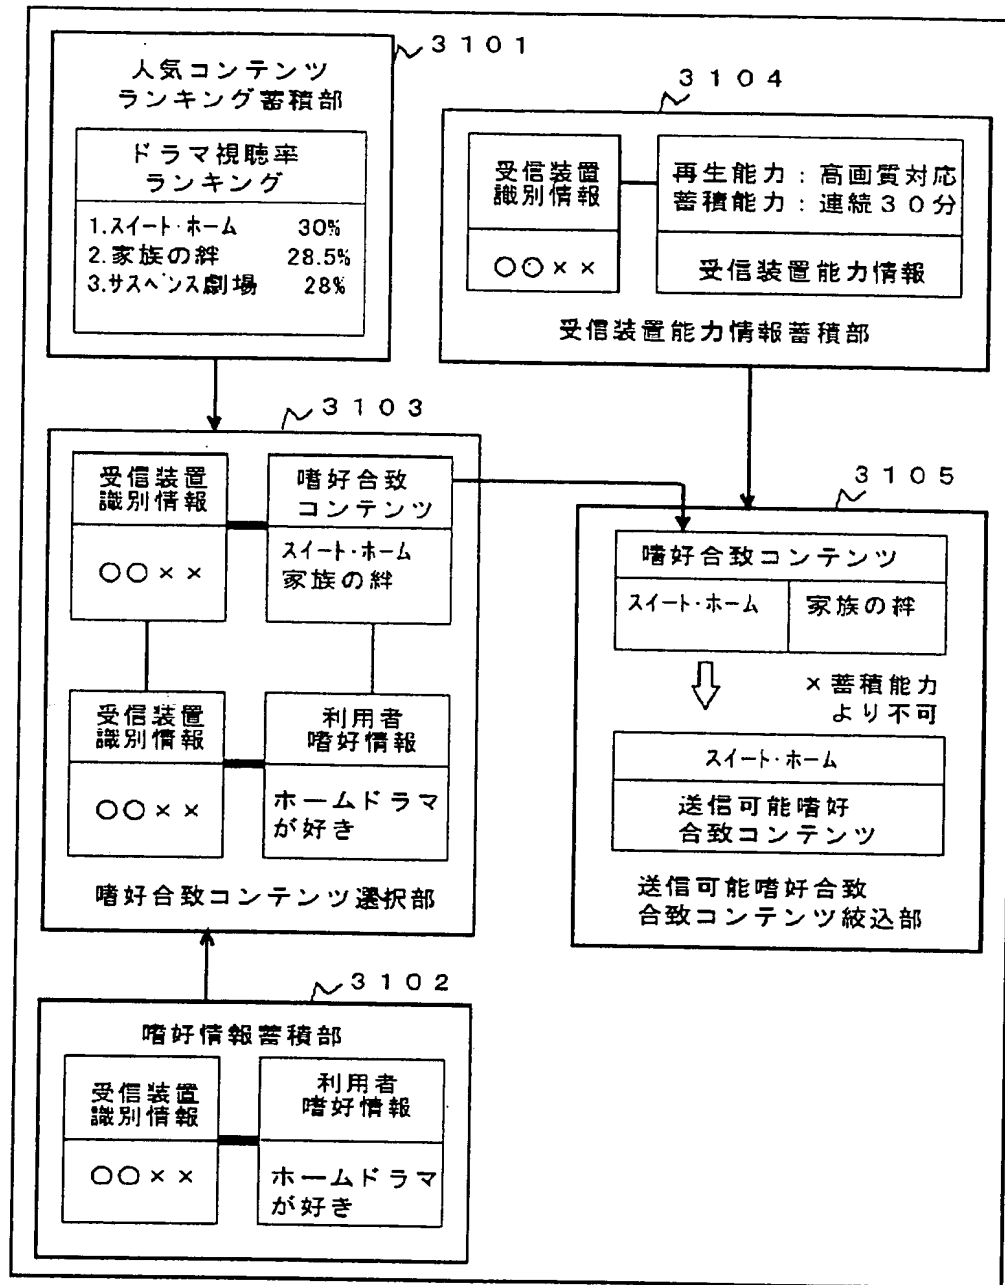 3101
人気コンテンツ
ランキング蓄積部
ドラマ視聴率
ランキング
1.スイート・ホーム 30%
2.家族の絆 28.5%
3.サスペンス劇場 28%
3104
受信装置
識別情報
○○××
再生能力:高画質対応
蓄積能力:連続30分
受信装置能力情報
受信装置能力情報蓄積部
3103
受信装置
識別情報
○○××
嗜好合致
コンテンツ
スイート・ホーム
家族の絆
受信装置
識別情報
○○××
利用者
嗜好情報
ホームドラマ
が好き
嗜好合致コンテンツ選択部
3105
嗜好合致コンテンツ
スイート・ホーム
家族の絆
×蓄積能力
より不可
スイート・ホーム
送信可能嗜好
合致コンテンツ
送信可能嗜好合致
合致コンテンツ絞込部
3102
嗜好情報蓄積部
受信装置
識別情報
○○××
利用者
嗜好情報
ホームドラマ
が好き